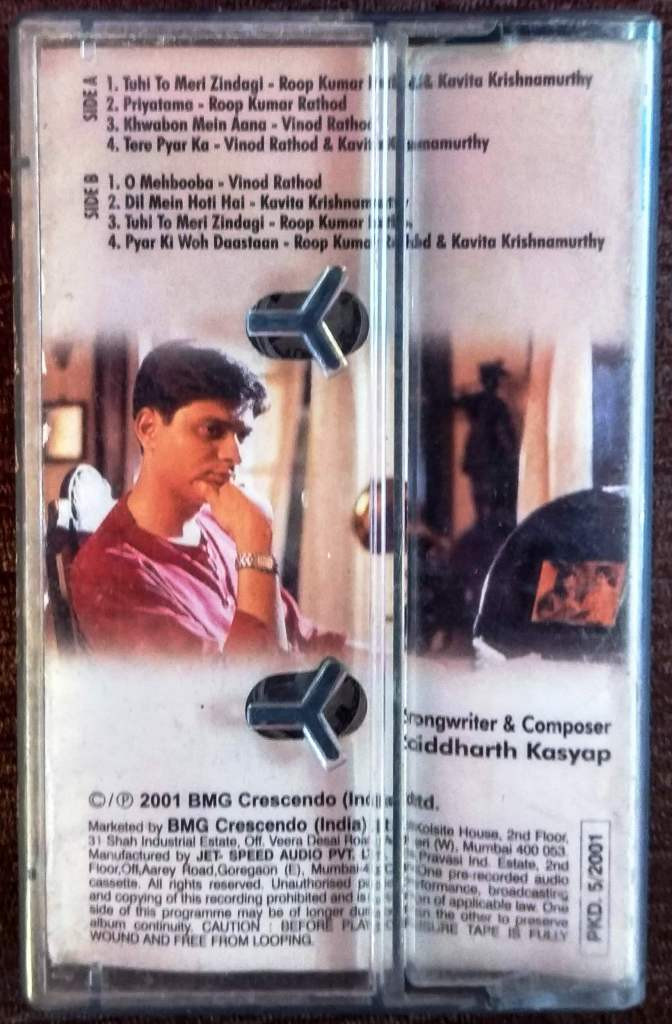 SIDE A
1. Tuhi To Meri Zindagi - Roop Kumar & Kavita Krishnamurthy
2. Priyatama - Roop Kumar Rathod
3. Khwabon Mein Aana - Vinod Rathod
4. Tere Pyar Ka - Vinod Rathod & Kavita Krishnamurthy
SIDE B
1. O Mehbooba - Vinod Rathod
2. Dil Mein Hoti Hai - Kavita Krishnamurthy
3. Tuhi To Meri Zindagi - Roop Kumar
4. Pyar Ki Woh Daastaan - Roop Kumar Rathod & Kavita Krishnamurthy
Songwriter & Composer
Siddharth Kasyap
©/℗ 2001 BMG Crescendo (India) Ltd.
Marketed by BMG Crescendo (India) House, 2nd Floor,
31 Shah Industrial Estate, Off. Veera Desai Road, (W), Mumbai 400 053.
Manufactured by JET- SPEED AUDIO PVT. Pravasi Ind. Estate, 2nd
Floor,Off,Aarey Road,Goregaon (E), Mumbai- One pre-recorded audio
cassette. All rights reserved. Unauthorised performance, broadcasting
and copying of this recording prohibited and of applicable law. One
side of this programme may be of longer the other to preserve
album continuity. CAUTION : BEFORE PLAY TAPE IS FULLY
WOUND AND FREE FROM LOOPING.
PKD. 5/2001